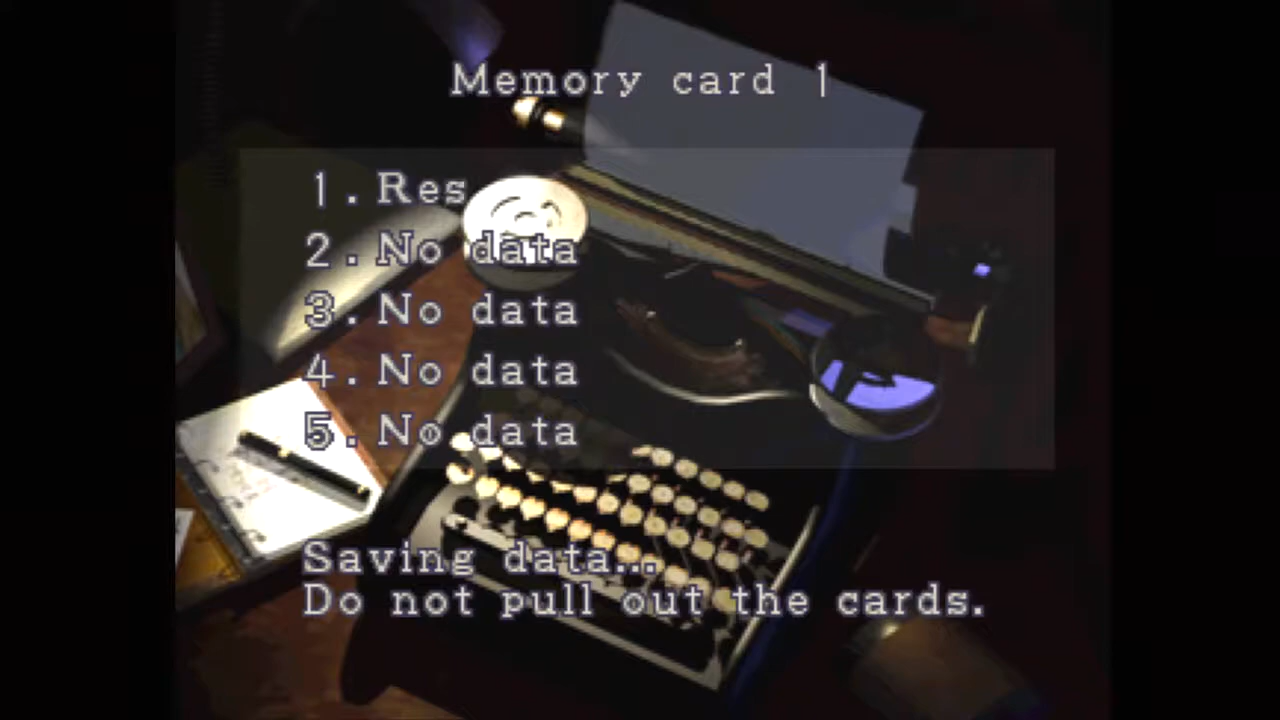 Memory card 1
1. Res
2. No data
3. No data
4. No data
5. No data
Saving data...
Do not pull out the cards.